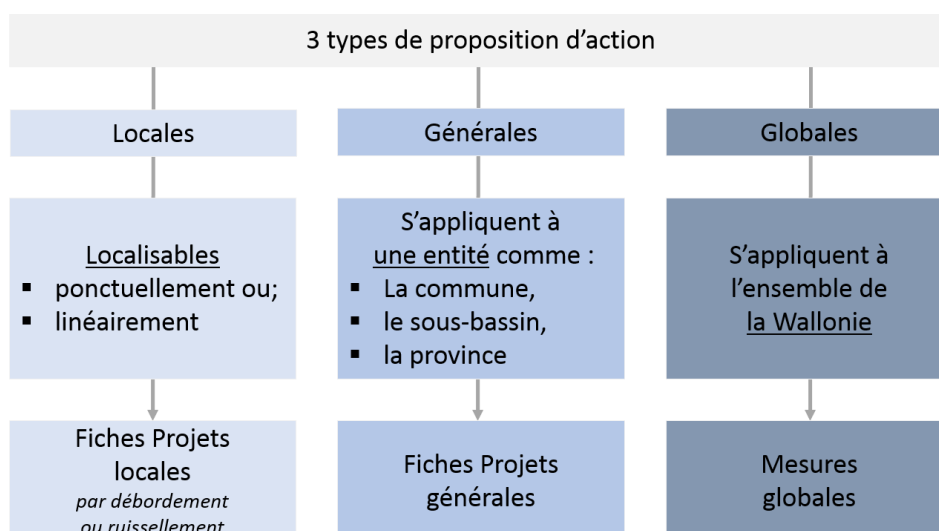 3 types de proposition d’action
Locales
Générales
Globales
Localisables
▪ ponctuellement ou;
▪ linéairement
S’appliquent à
une entité comme :
▪ La commune,
▪ le sous-bassin,
▪ la province
S’appliquent à
l’ensemble de
la Wallonie
Fiches Projets
locales
par débordement
ou ruissellement
Fiches Projets
générales
Mesures
globales